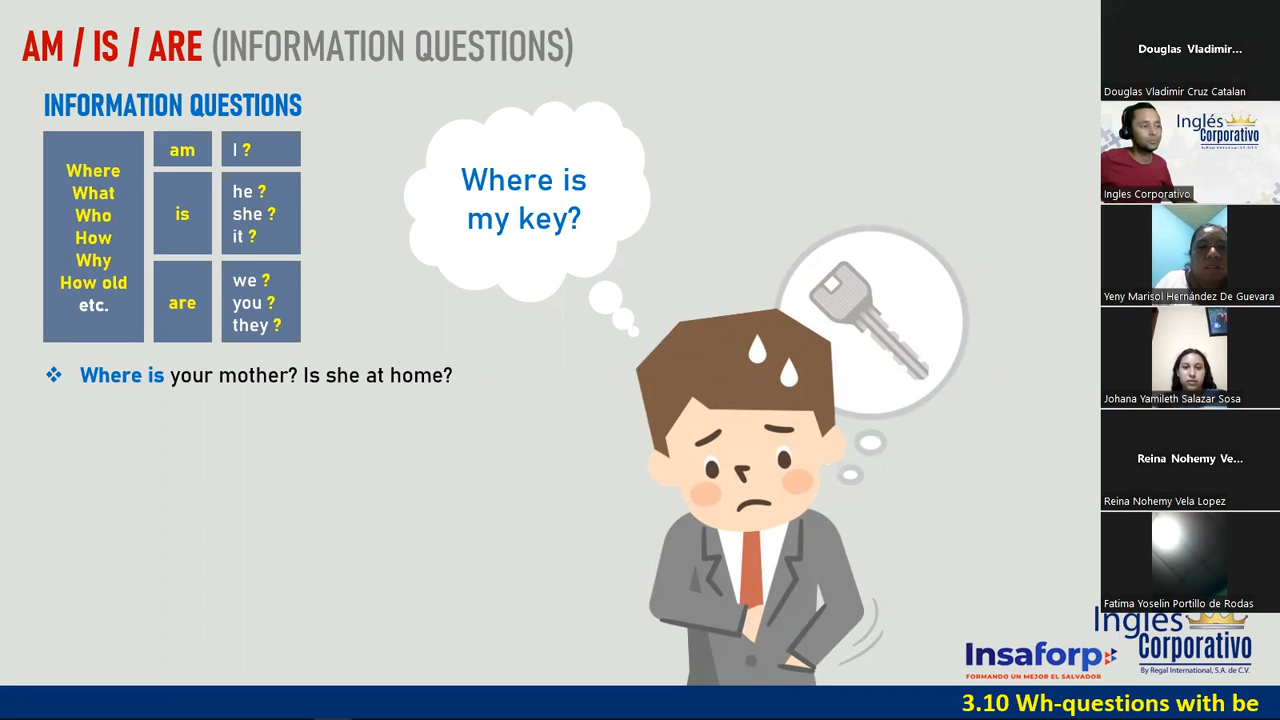 AM / IS / ARE (INFORMATION QUESTIONS)
INFORMATION QUESTIONS
Where
What
Who
How
Why
How old
etc.
am
is
are
I ?
he ?
she ?
it ?
we ?
you ?
they ?
Where is your mother? Is she at home?
Where is
my key?
Douglas Vladimir...
Douglas Vladimir Cruz Catalan
Inglés
Corporativo
By Regal International, S.A. de C.V.
Ingles Corporativo
Yeny Marisol Hernández De Guevara
Johana Yamileth Salazar Sosa
Reina Nohemy Ve...
Reina Nohemy Vela Lopez
Fatima Yoselin Portillo de Rodas
Inglés
Corporativo
By Regal International, S.A. de C.V.
Insaforp
FORMANDO UN MEJOR EL SALVADOR
3.10 Wh-questions with be